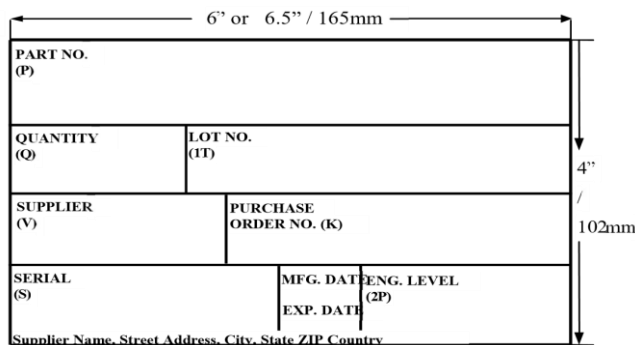 6” or 6.5” / 165mm
PART NO.
(P)
QUANTITY
(Q)
LOT NO.
(1T)
4”
/
102mm
SUPPLIER
(V)
PURCHASE
ORDER NO. (K)
SERIAL
(S)
MFG. DATE
EXP. DATE
ENG. LEVEL
(2P)
Supplier Name, Street Address, City, State ZIP Country